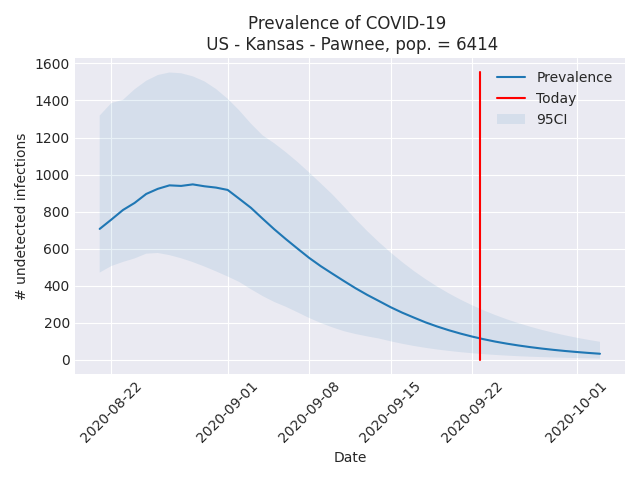 Prevalence of COVID-19
US - Kansas - Pawnee, pop. = 6414
Prevalence
Today
95CI
# undetected infections
1600
1400
1200
1000
800
600
400
200
0
2020-08-22
2020-09-01
2020-09-08
2020-09-15
2020-09-22
2020-10-01
Date